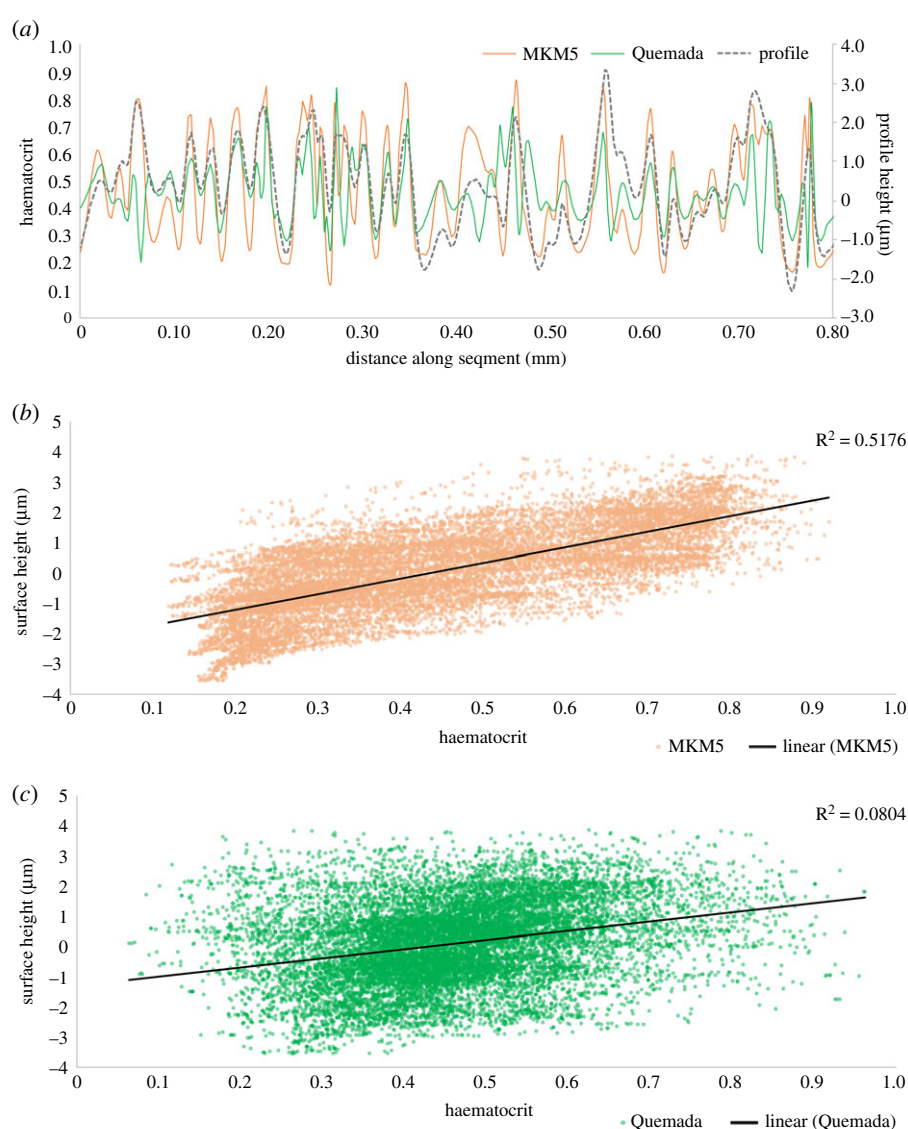 (a)
MKM5 Quemada profile
1.0
0.9
0.8
0.7
0.6
0.5
0.4
0.3
0.2
0.1
0
haematocrit
4.0
3.0
2.0
1.0
0
−1.0
−2.0
−3.0
profile height (µm)
0 0.10 0.20 0.30 0.40 0.50 0.60 0.70 0.80
distance along seqment (mm)
(b)
R² = 0.5176
5
4
3
2
1
0
−1
−2
−3
−4
surface height (µm)
0 0.1 0.2 0.3 0.4 0.5 0.6 0.7 0.8 0.9 1.0
haematocrit
MKM5 linear (MKM5)
(c)
R² = 0.0804
5
4
3
2
1
0
−1
−2
−3
−4
surface height (µm)
0 0.1 0.2 0.3 0.4 0.5 0.6 0.7 0.8 0.9 1.0
haematocrit
Quemada linear (Quemada)